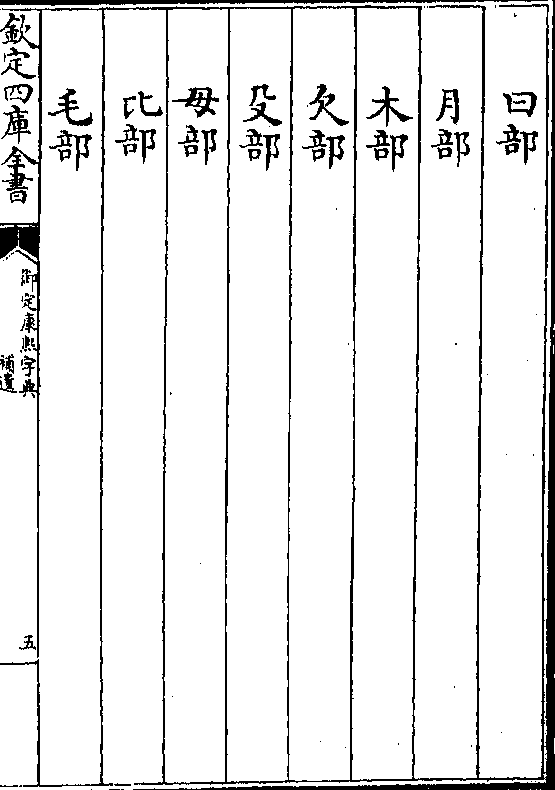 曰部
月部
木部
欠部
殳部
毋部
比部
毛部
欽定四庫全書
御定康熙字典
補遺
五